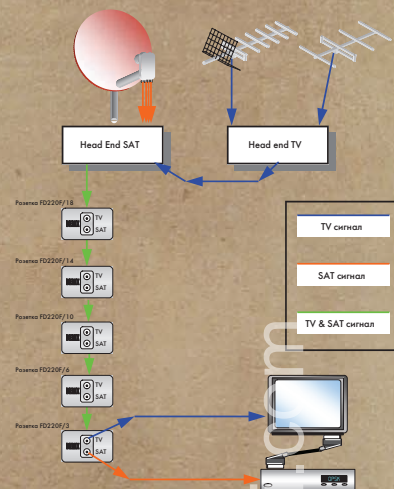 Head End SAT
Head end TV
Розетка FD220F/18
TV
SAT
TV сигнал
Розетка FD220F/14
TV
SAT
SAT сигнал
Розетка FD220F/10
TV
SAT
TV & SAT сигнал
Розетка FD220F/6
TV
SAT
Розетка FD220F/3
TV
SAT
.com